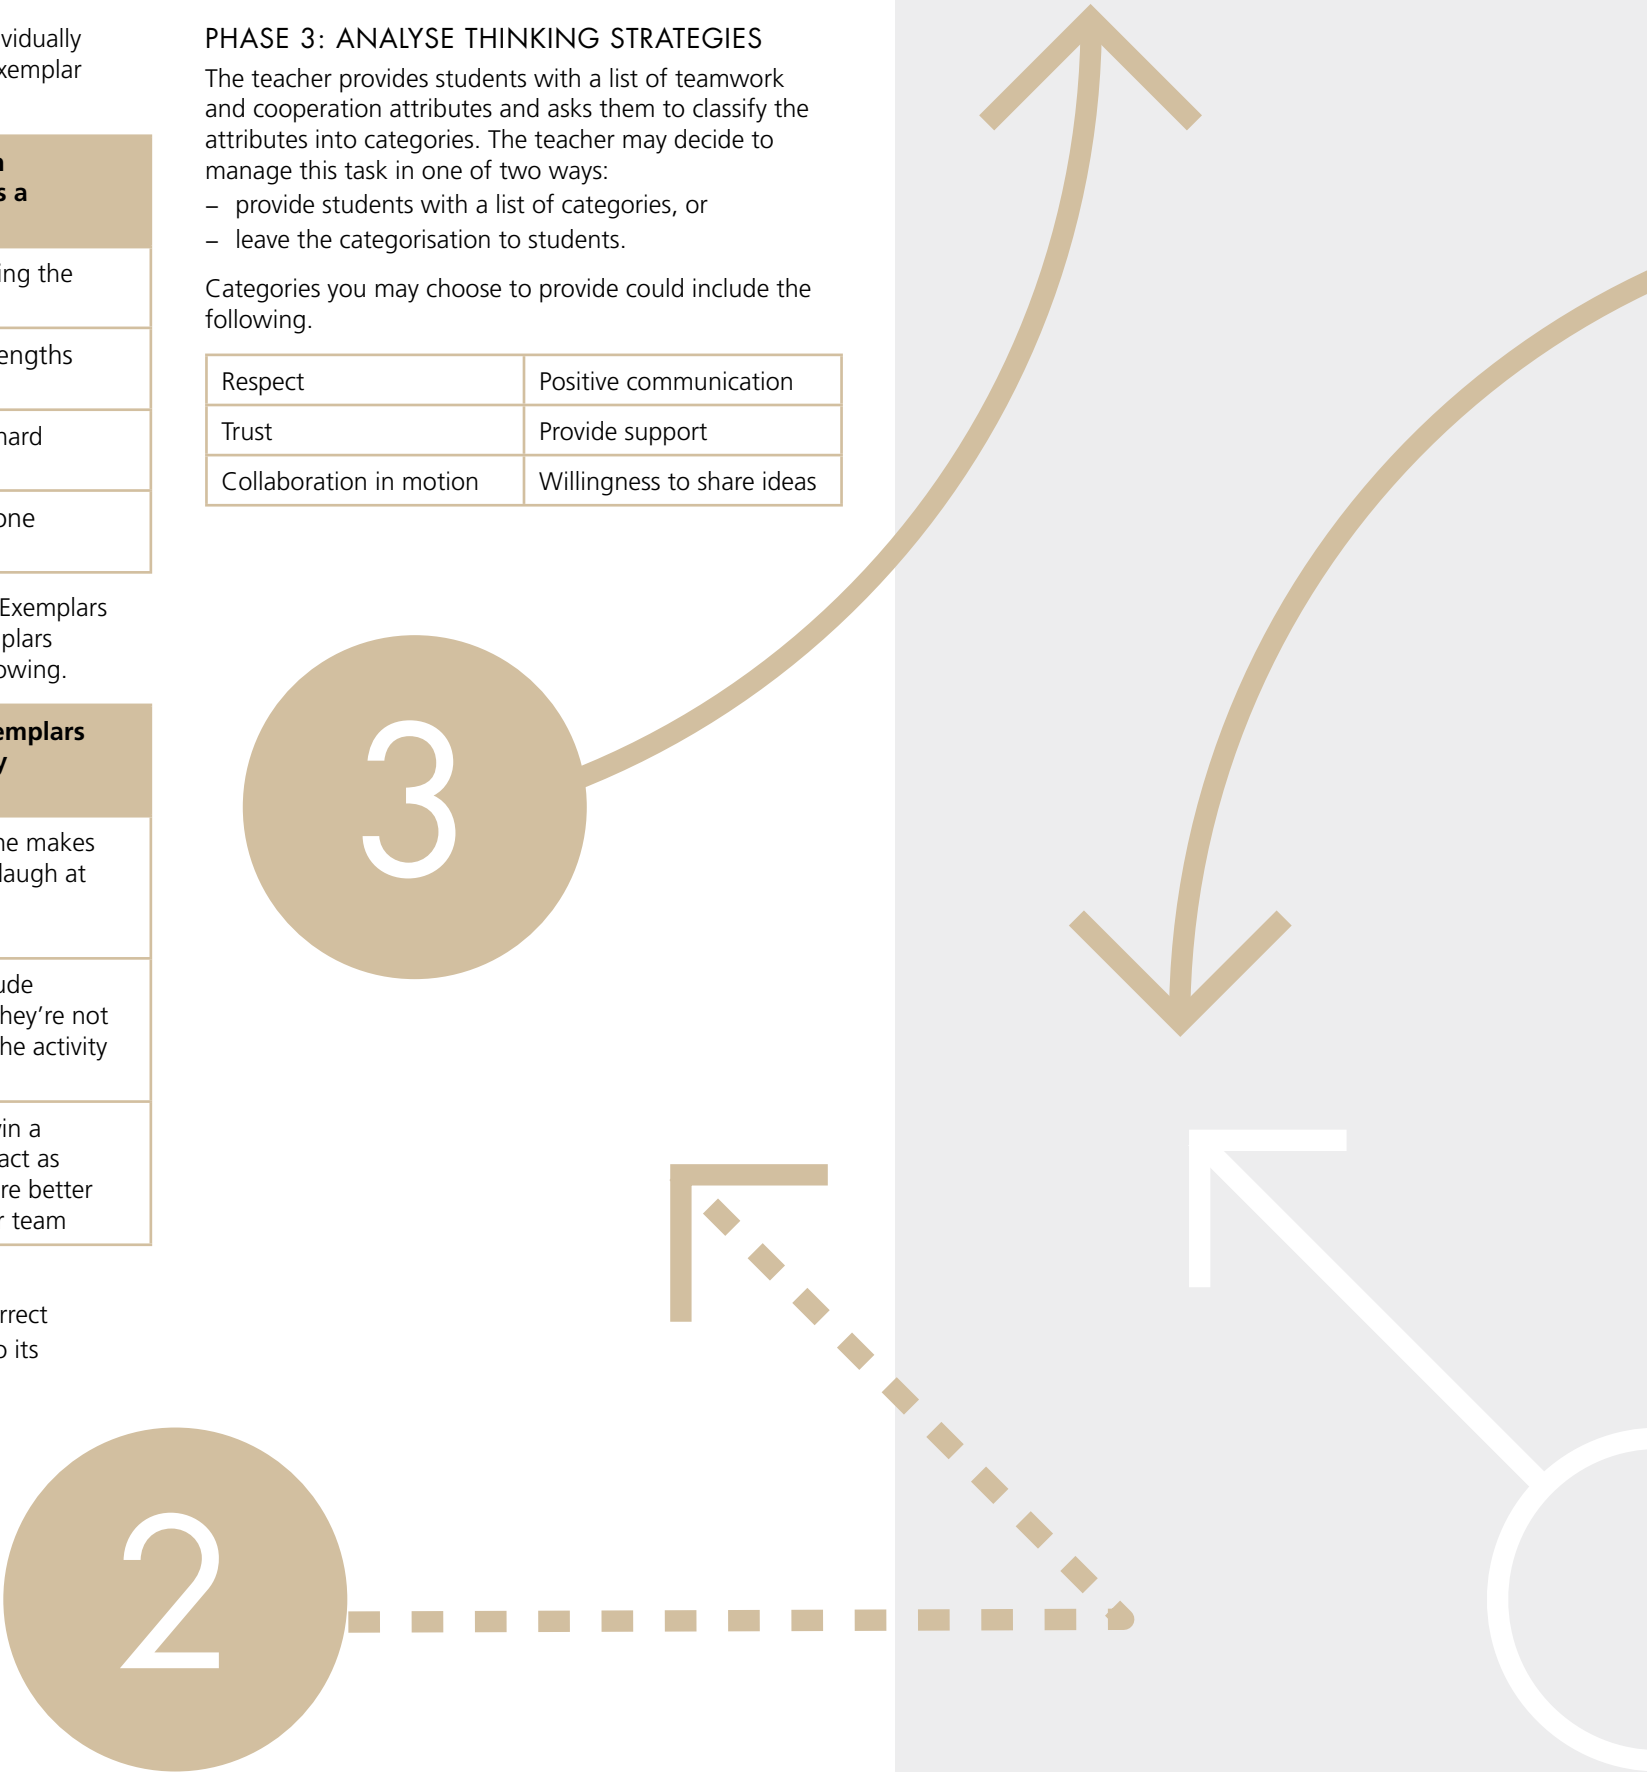 vidually
xemplar
s a
ing the
engths
hard
one
Exemplars
plars
owing.
emplars
y
ne makes
laugh at
ude
hey're not
he activity
in a
act as
re better
r team
rrect
o its
PHASE 3: ANALYSE THINKING STRATEGIES
The teacher provides students with a list of teamwork
and cooperation attributes and asks them to classify the
attributes into categories. The teacher may decide to
manage this task in one of two ways:
– provide students with a list of categories, or
– leave the categorisation to students.
Categories you may choose to provide could include the
following.
Respect Positive communication
Trust Provide support
Collaboration in motion Willingness to share ideas
3
2